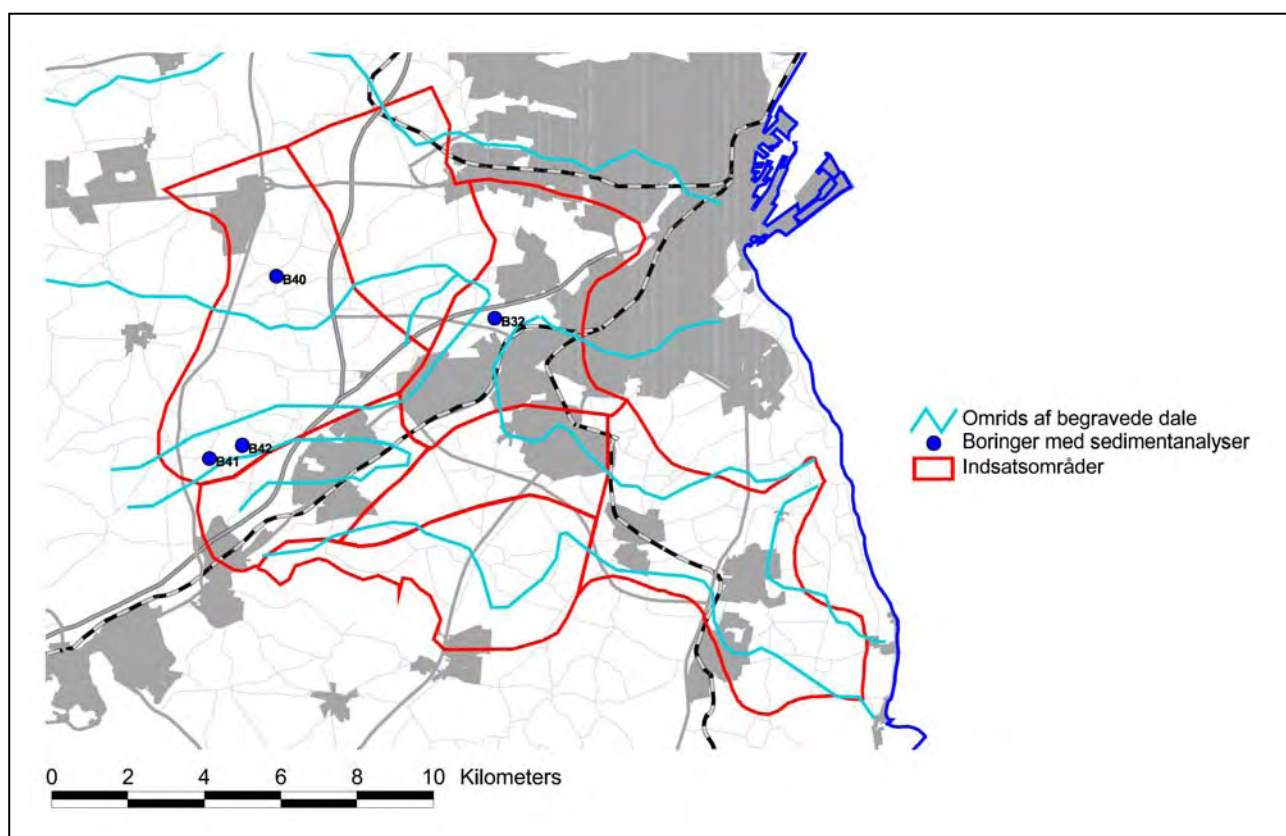 B40
B32
B42
B41
Omrids af begravede dale
Boringer med sedimentanalyser
Indsatsområder
0 2 4 6 8 10 Kilometers